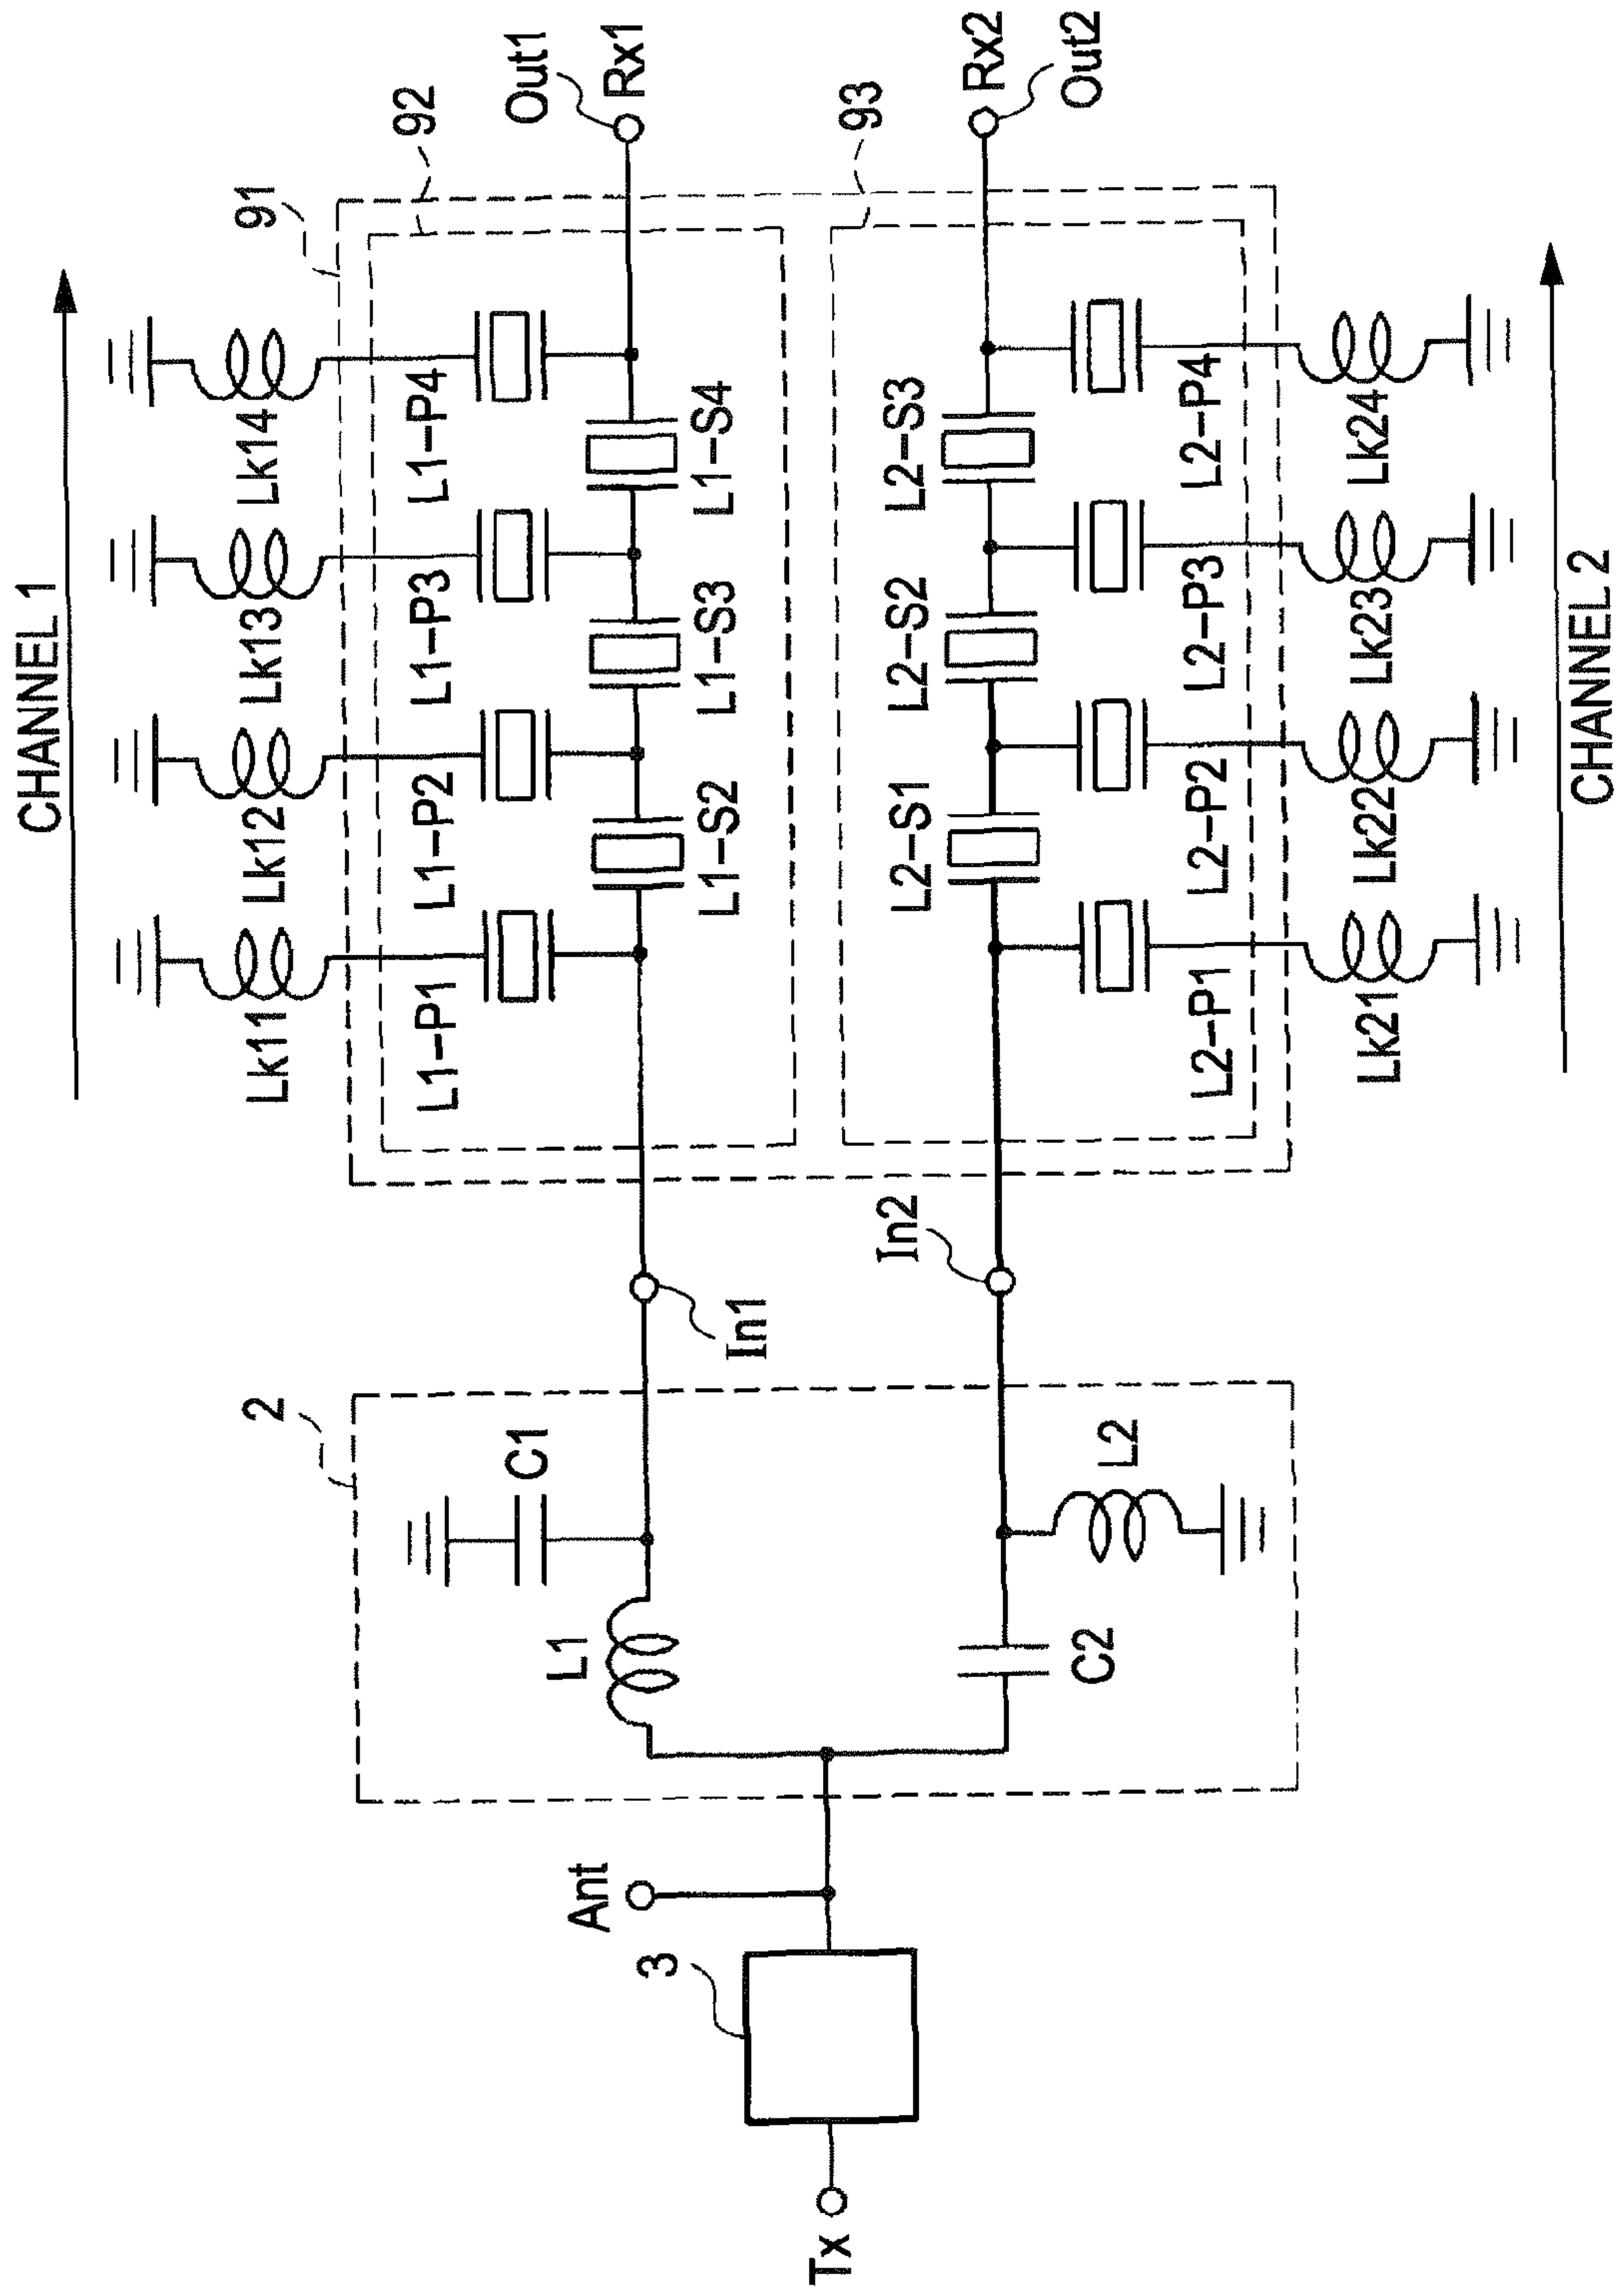 CHANNEL 1
Lk11
Lk12
Lk13
Lk14
91
92
2
C1
L1-P1
L1-P2
L1-P3
L1-P4
Out1
Rx1
Ant
L1
In1
L1-S2
L1-S3
L1-S4
3
Tx
In2
L2-S1
L2-S2
L2-S3
93
Rx2
Out2
C2
L2
L2-P1
L2-P2
L2-P3
L2-P4
Lk21
Lk22
Lk23
Lk24
CHANNEL 2